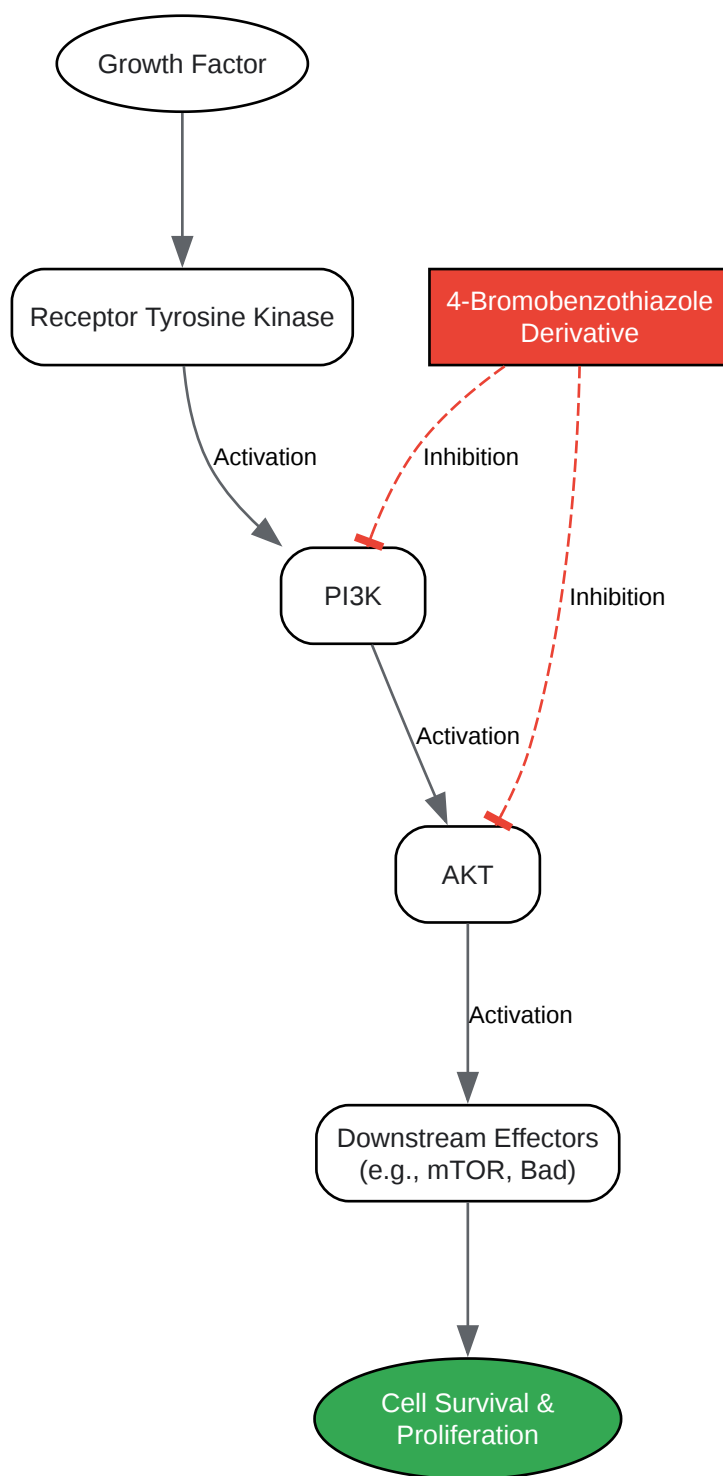 Growth Factor
Receptor Tyrosine Kinase
4-Bromobenzothiazole
Derivative
Activation
Inhibition
PI3K
Inhibition
Activation
AKT
Activation
Downstream Effectors
(e.g., mTOR, Bad)
Cell Survival &
Proliferation